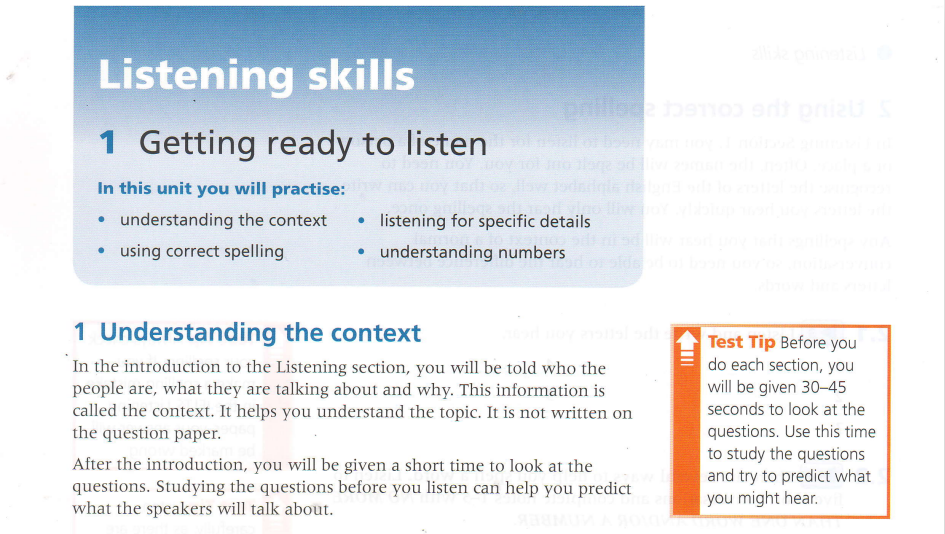 Listening skills
1 Getting ready to listen
In this unit you will practise:
• understanding the context
• using correct spelling
• listening for specific details
• understanding numbers
1 Understanding the context
In the introduction to the Listening section, you will be told who the
people are, what they are talking about and why. This information is
called the context. It helps you understand the topic. It is not written on
the question paper.
After the introduction, you will be given a short time to look at the
questions. Studying the questions before you listen can help you predict
what the speakers will talk about.
Test Tip Before you
do each section, you
will be given 30–45
seconds to look at the
questions. Use this time
to study the questions
and try to predict what
you might hear.